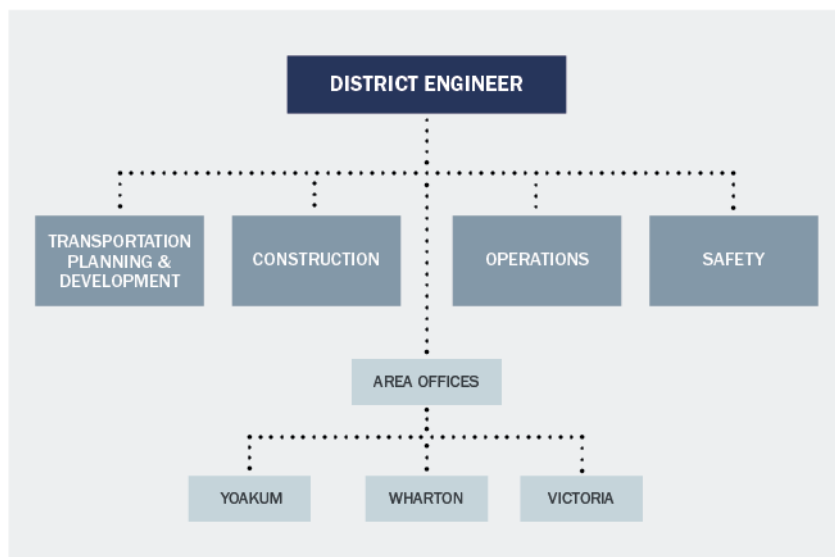 DISTRICT ENGINEER
TRANSPORTATION
PLANNING &
DEVELOPMENT
CONSTRUCTION
OPERATIONS
SAFETY
AREA OFFICES
YOAKUM
WHARTON
VICTORIA